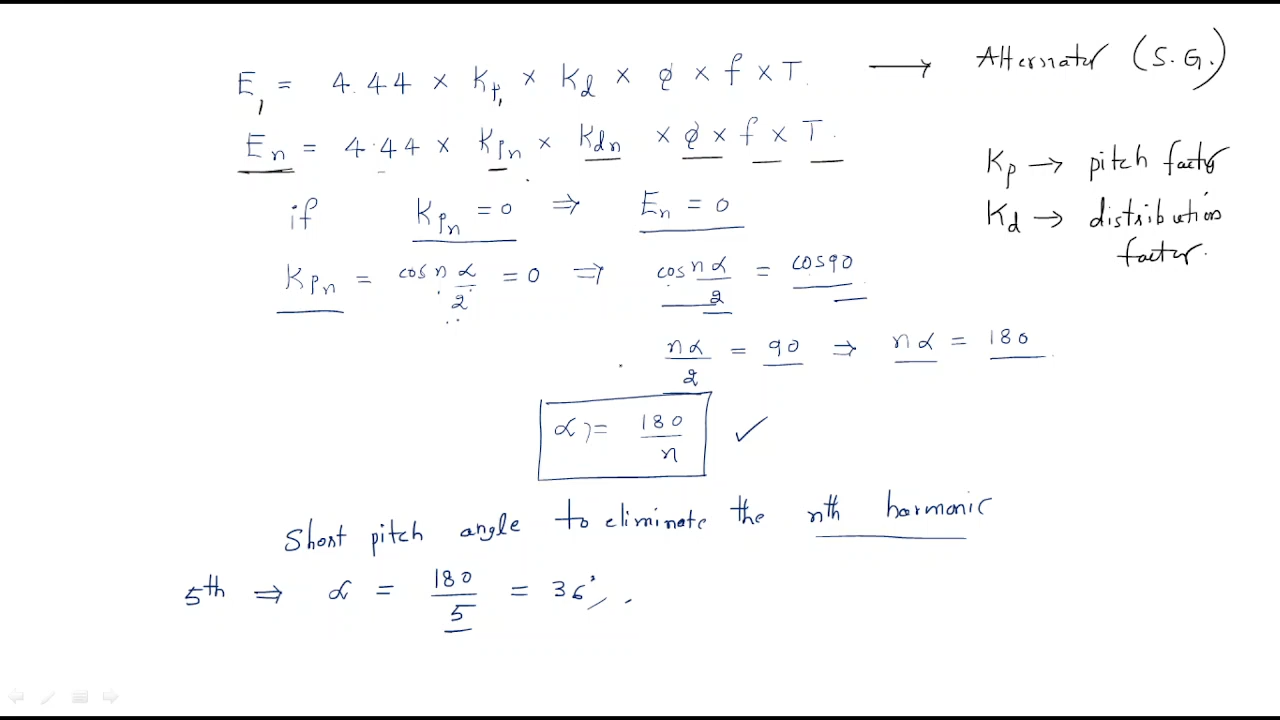 E₁ = 4.44 × Kp₁ × Kd × φ × f × T. ⟶ Alternator (S.G.)
En = 4.44 × Kpn × Kdn × φ × f × T.
Kp → pitch factor
Kd → distribution factor.
if Kpn = 0 ⇒ En = 0
Kpn = cos nα/2 = 0 ⇒ cos nα/2 = cos90
nα/2 = 90 ⇒ nα = 180
α = 180/n ✓
Short pitch angle to eliminate the nth harmonic
5th ⇒ α = 180/5 = 36°